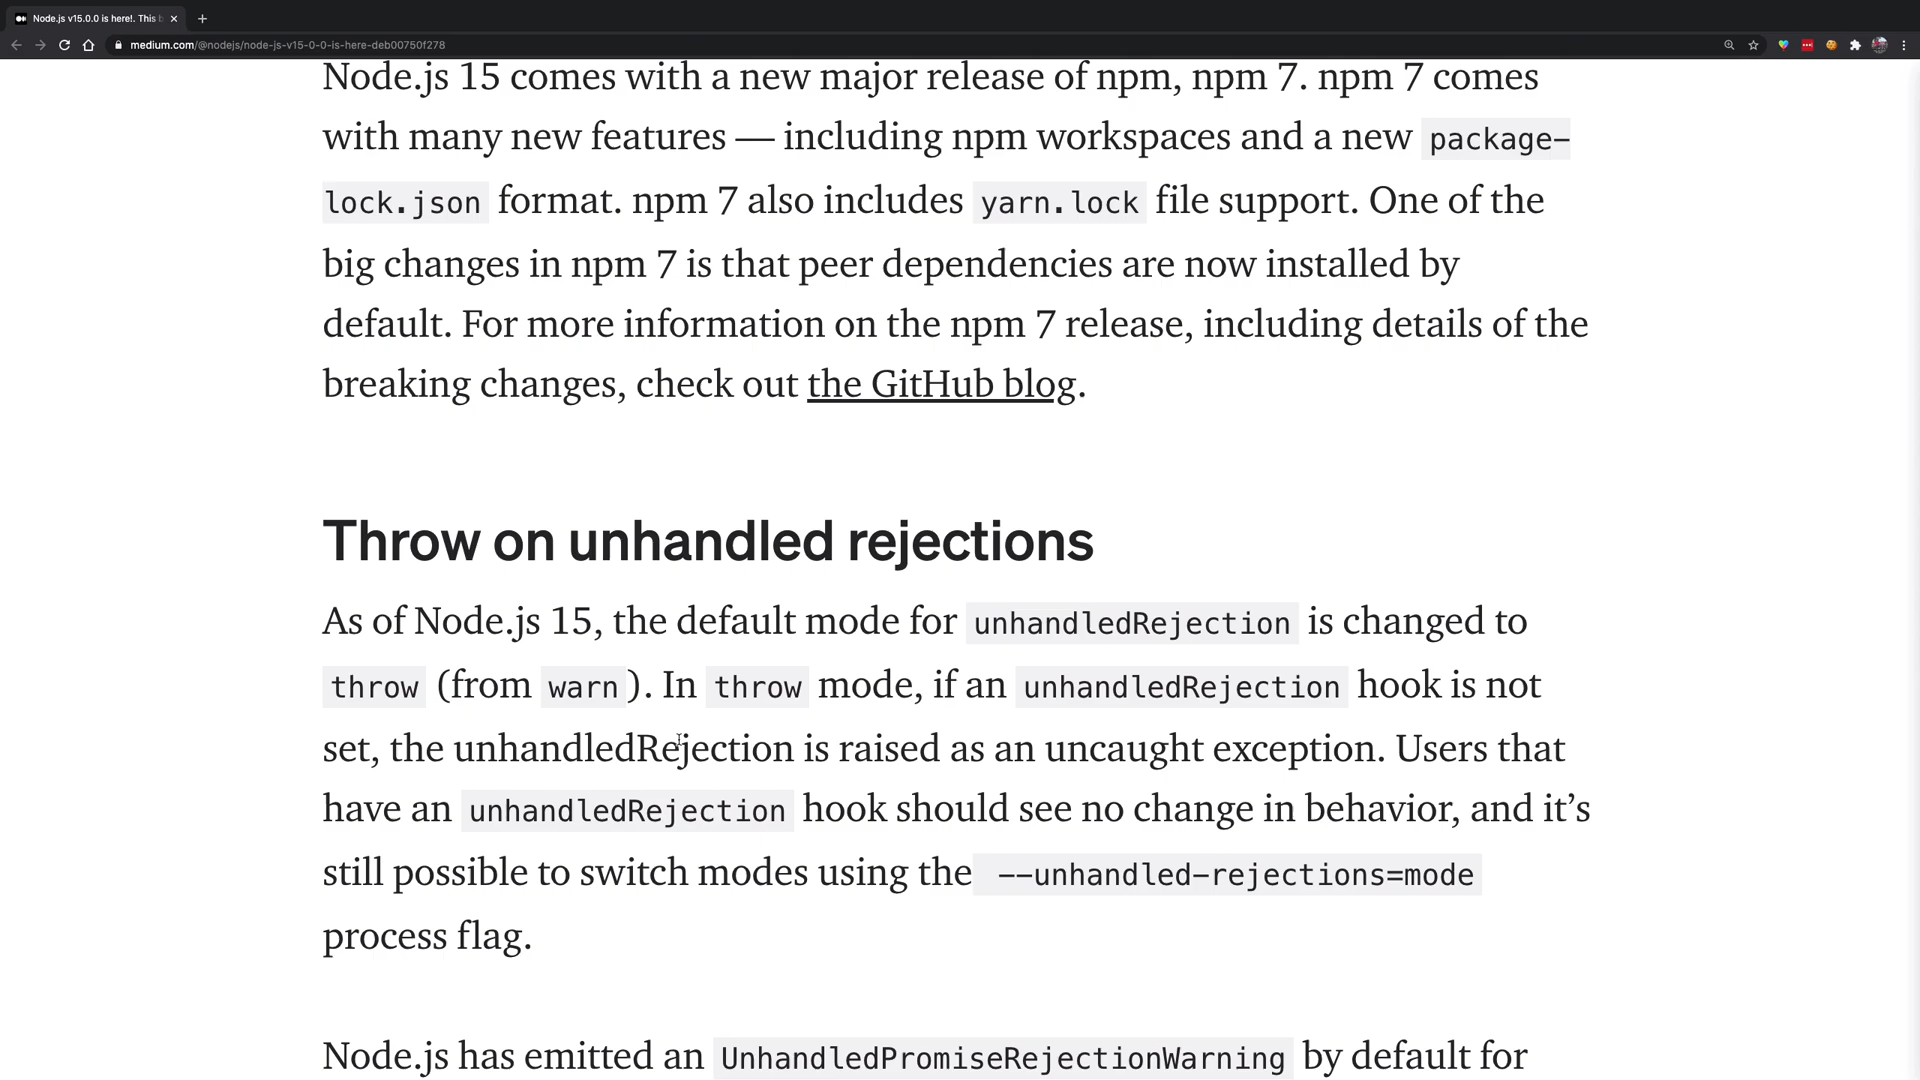 Node.js v15.0.0 is here!. This b
medium.com/@nodejs/node-js-v15-0-0-is-here-deb00750f278
Node.js 15 comes with a new major release of npm, npm 7. npm 7 comes
with many new features — including npm workspaces and a new package-
lock.json format. npm 7 also includes yarn.lock file support. One of the
big changes in npm 7 is that peer dependencies are now installed by
default. For more information on the npm 7 release, including details of the
breaking changes, check out the GitHub blog.
Throw on unhandled rejections
As of Node.js 15, the default mode for unhandledRejection is changed to
throw (from warn). In throw mode, if an unhandledRejection hook is not
set, the unhandledRejection is raised as an uncaught exception. Users that
have an unhandledRejection hook should see no change in behavior, and it’s
still possible to switch modes using the --unhandled-rejections=mode
process flag.
Node.js has emitted an UnhandledPromiseRejectionWarning by default for